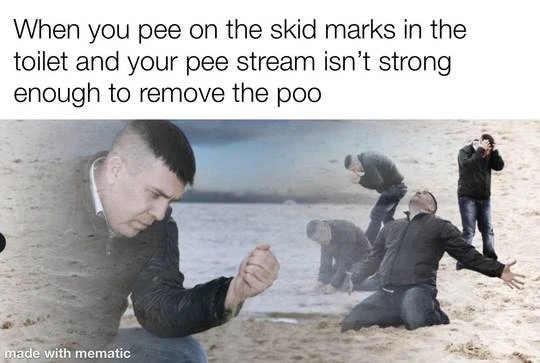 When you pee on the skid marks in the
toilet and your pee stream isn’t strong
enough to remove the poo
made with mematic